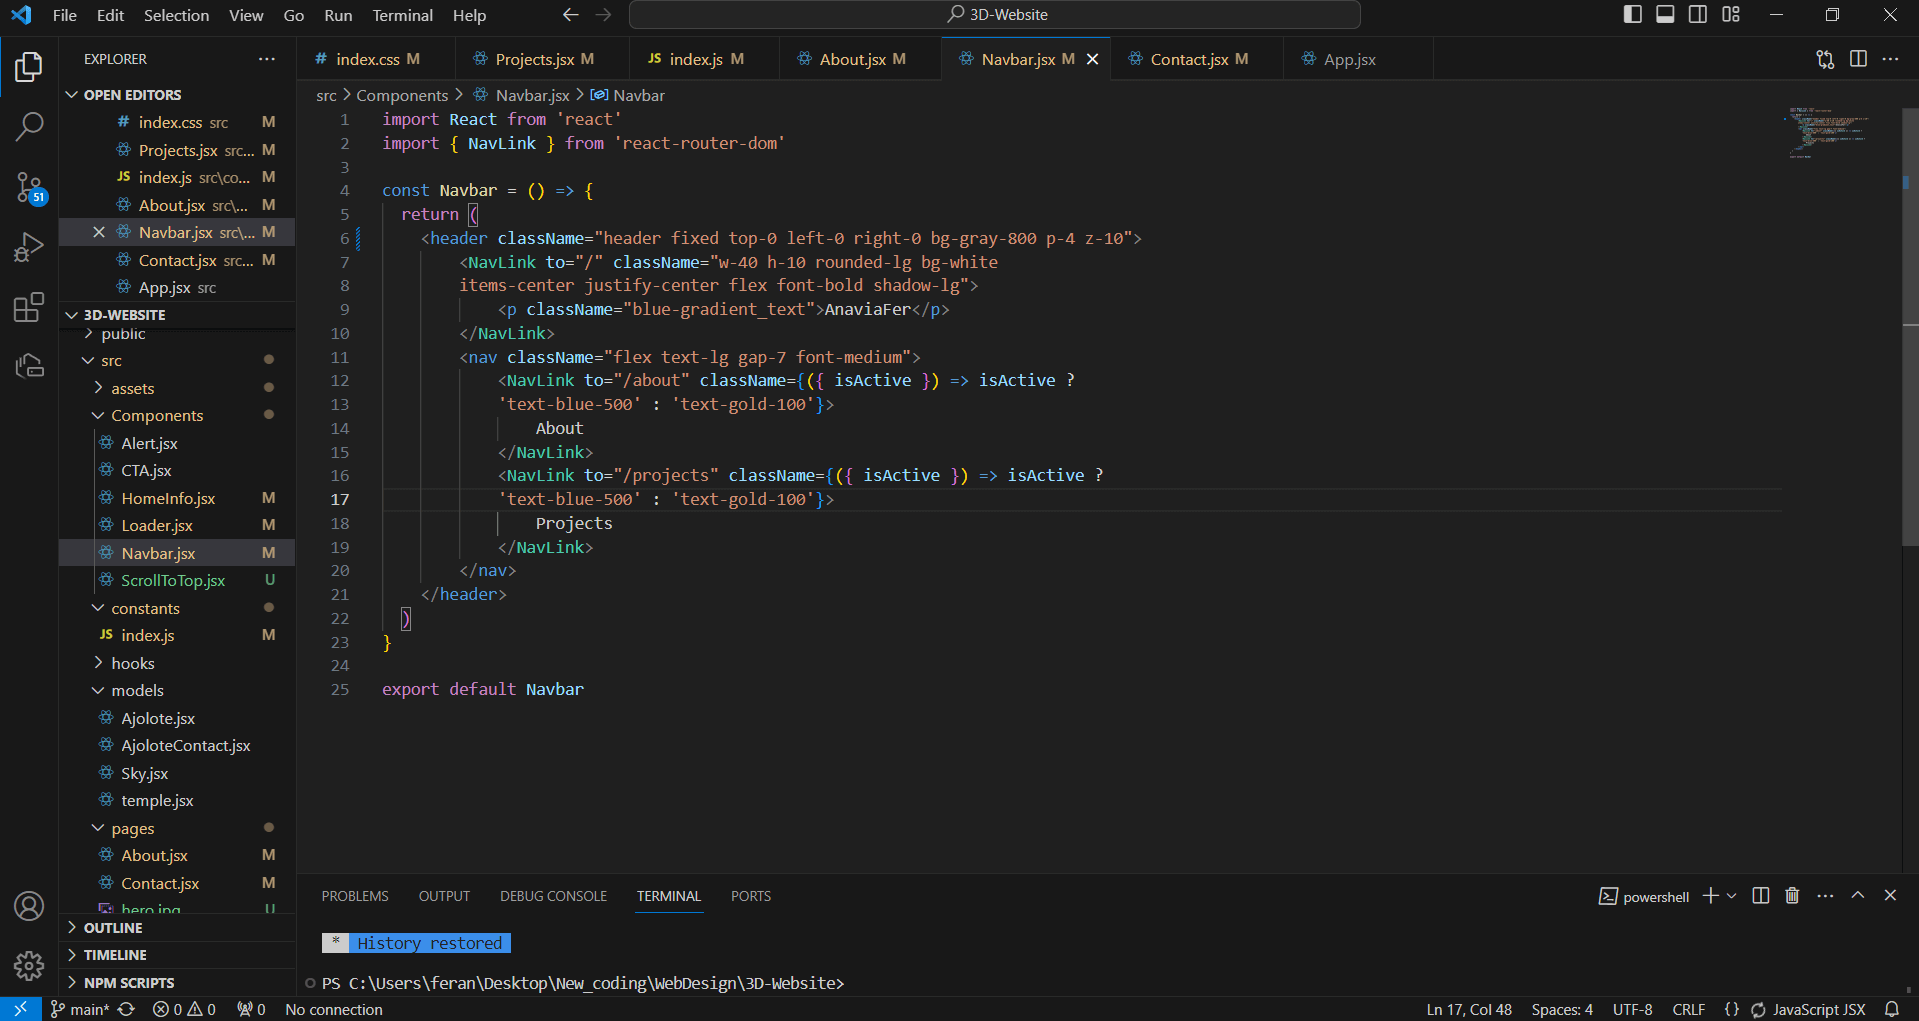 File Edit Selection View Go Run Terminal Help
3D-Website
EXPLORER
OPEN EDITORS
# index.css src M
Projects.jsx src... M
JS index.js src\co... M
About.jsx src\... M
Navbar.jsx src\... M
Contact.jsx src... M
App.jsx src
3D-WEBSITE
public
src
assets
Components
Alert.jsx
CTA.jsx
HomeInfo.jsx M
Loader.jsx M
Navbar.jsx M
ScrollToTop.jsx U
constants
JS index.js M
hooks
models
Ajolote.jsx
AjoloteContact.jsx
Sky.jsx
temple.jsx
pages
About.jsx M
Contact.jsx M
hero.jpg U
OUTLINE
TIMELINE
NPM SCRIPTS
51
# index.css M Projects.jsx M JS index.js M About.jsx M Navbar.jsx M Contact.jsx M App.jsx
src > Components > Navbar.jsx > Navbar
1 import React from 'react'
2 import { NavLink } from 'react-router-dom'
3
4 const Navbar = () => {
5 return (
6 <header className="header fixed top-0 left-0 right-0 bg-gray-800 p-4 z-10">
7 <NavLink to="/" className="w-40 h-10 rounded-lg bg-white
8 items-center justify-center flex font-bold shadow-lg">
9 <p className="blue-gradient_text">AnaviaFer</p>
10 </NavLink>
11 <nav className="flex text-lg gap-7 font-medium">
12 <NavLink to="/about" className={({ isActive }) => isActive ?
13 'text-blue-500' : 'text-gold-100'}>
14 About
15 </NavLink>
16 <NavLink to="/projects" className={({ isActive }) => isActive ?
17 'text-blue-500' : 'text-gold-100'}>
18 Projects
19 </NavLink>
20 </nav>
21 </header>
22 )
23 }
24
25 export default Navbar
PROBLEMS OUTPUT DEBUG CONSOLE TERMINAL PORTS
powershell
* History restored
PS C:\Users\feran\Desktop\New_coding\WebDesign\3D-Website>
main* 0 0 0 No connection
Ln 17, Col 48 Spaces: 4 UTF-8 CRLF {} JavaScript JSX